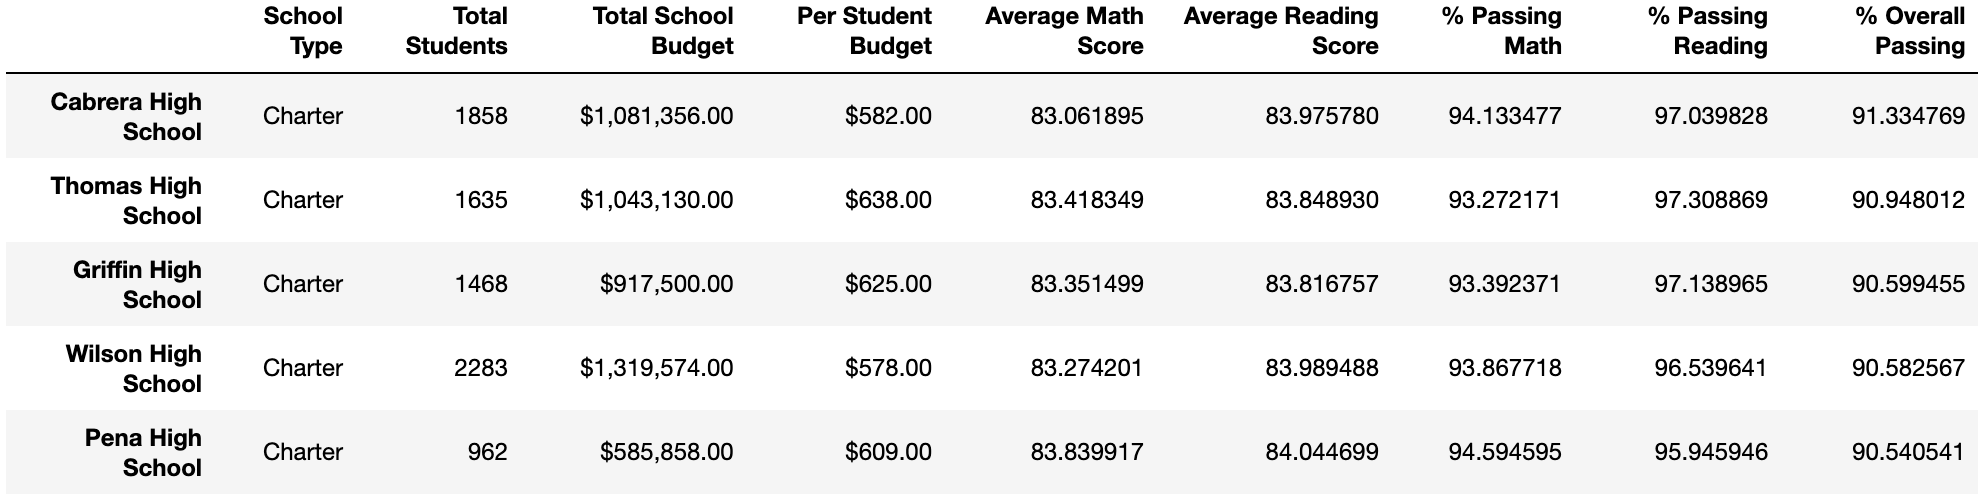 School Total Total School Per Student Average Math Average Reading % Passing % Passing % Overall
Type Students Budget Budget Score Score Math Reading Passing
Cabrera High
School Charter 1858 $1,081,356.00 $582.00 83.061895 83.975780 94.133477 97.039828 91.334769
Thomas High
School Charter 1635 $1,043,130.00 $638.00 83.418349 83.848930 93.272171 97.308869 90.948012
Griffin High
School Charter 1468 $917,500.00 $625.00 83.351499 83.816757 93.392371 97.138965 90.599455
Wilson High
School Charter 2283 $1,319,574.00 $578.00 83.274201 83.989488 93.867718 96.539641 90.582567
Pena High
School Charter 962 $585,858.00 $609.00 83.839917 84.044699 94.594595 95.945946 90.540541